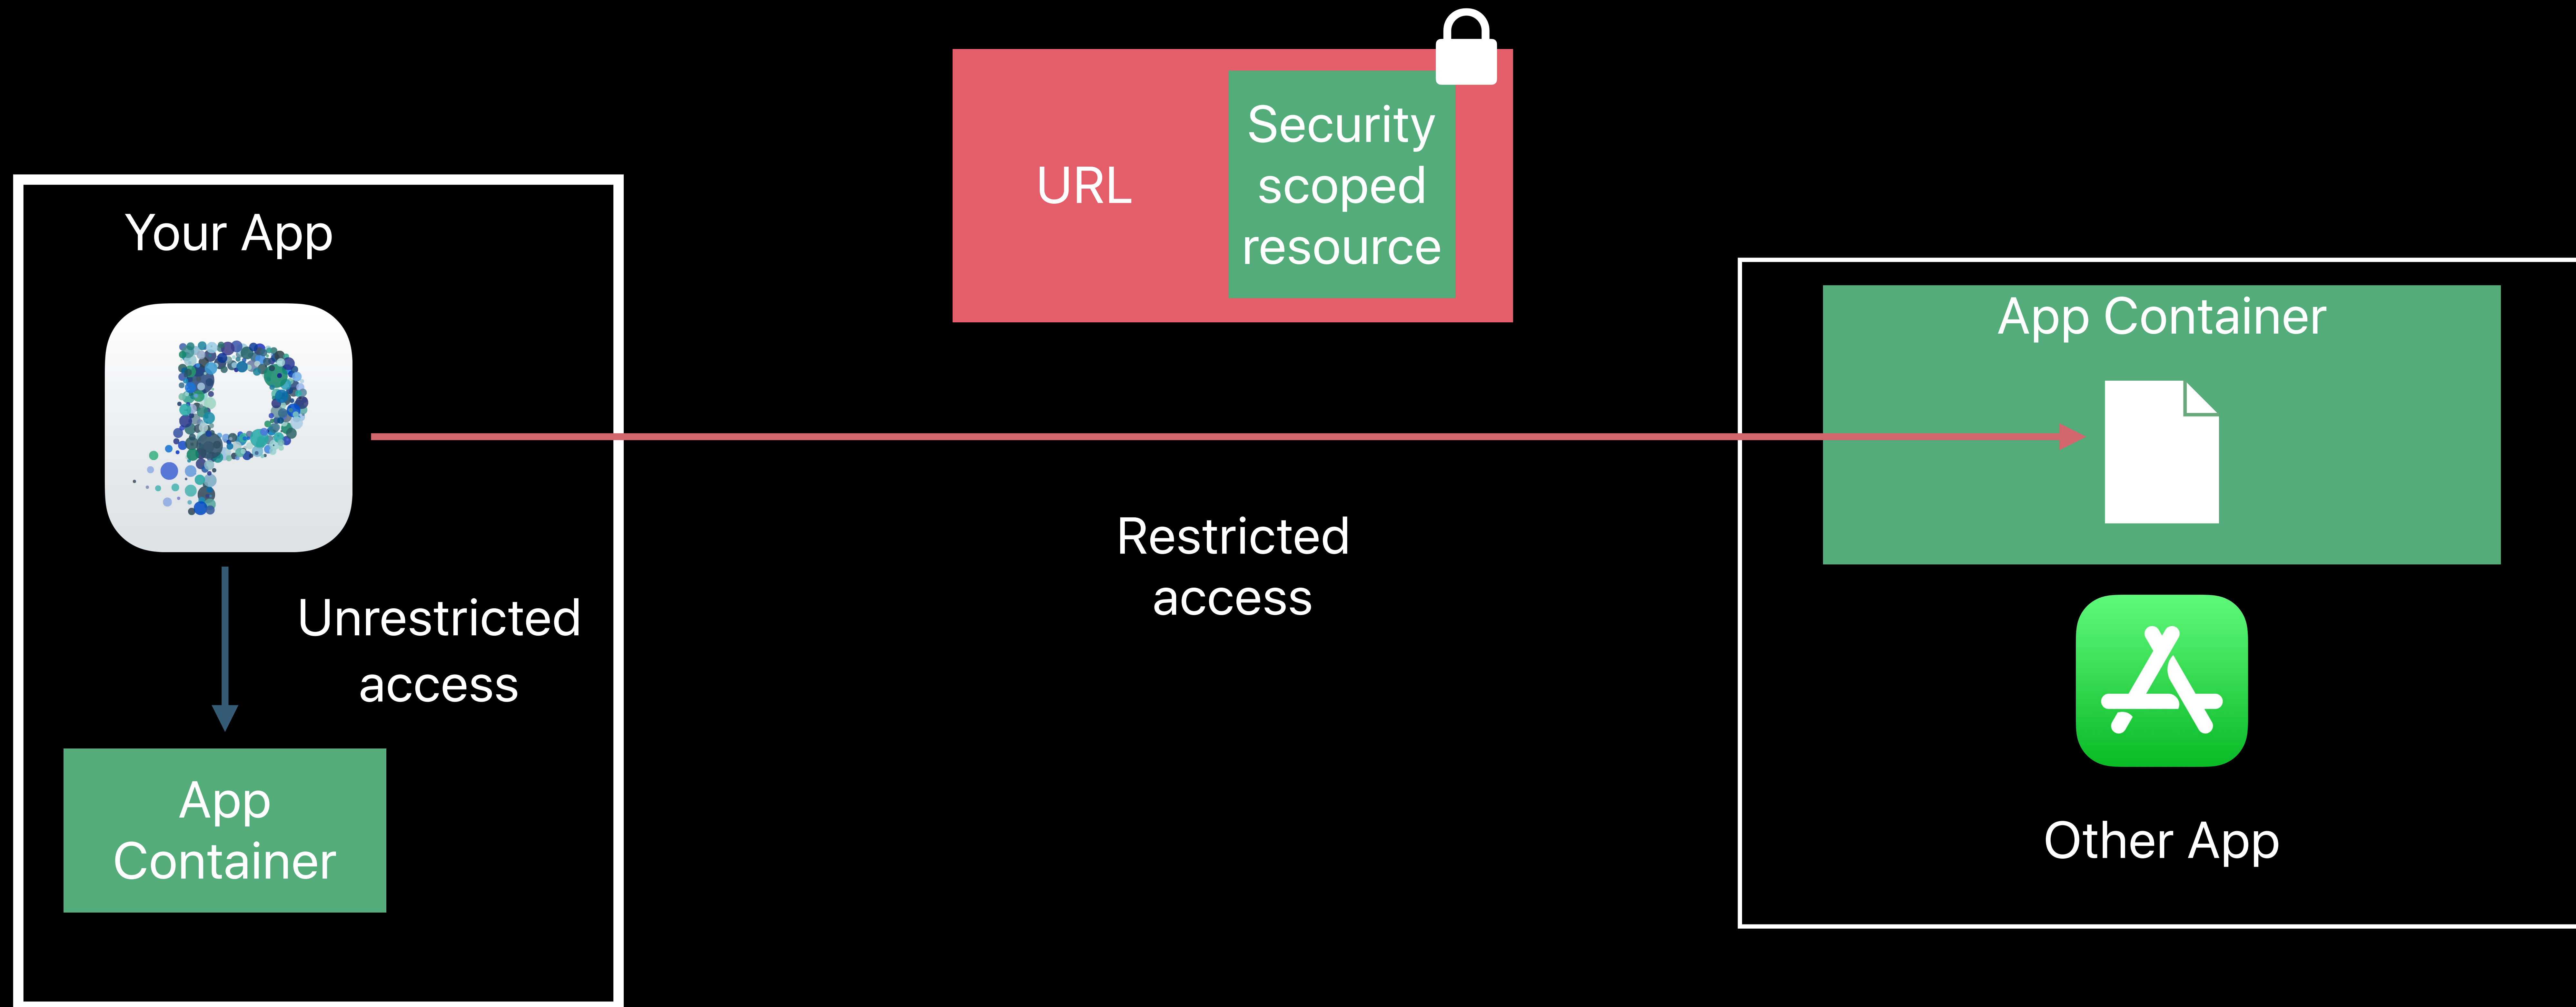 Your App
Unrestricted
access
App
Container
URL
Security
scoped
resource
Restricted
access
App Container
Other App